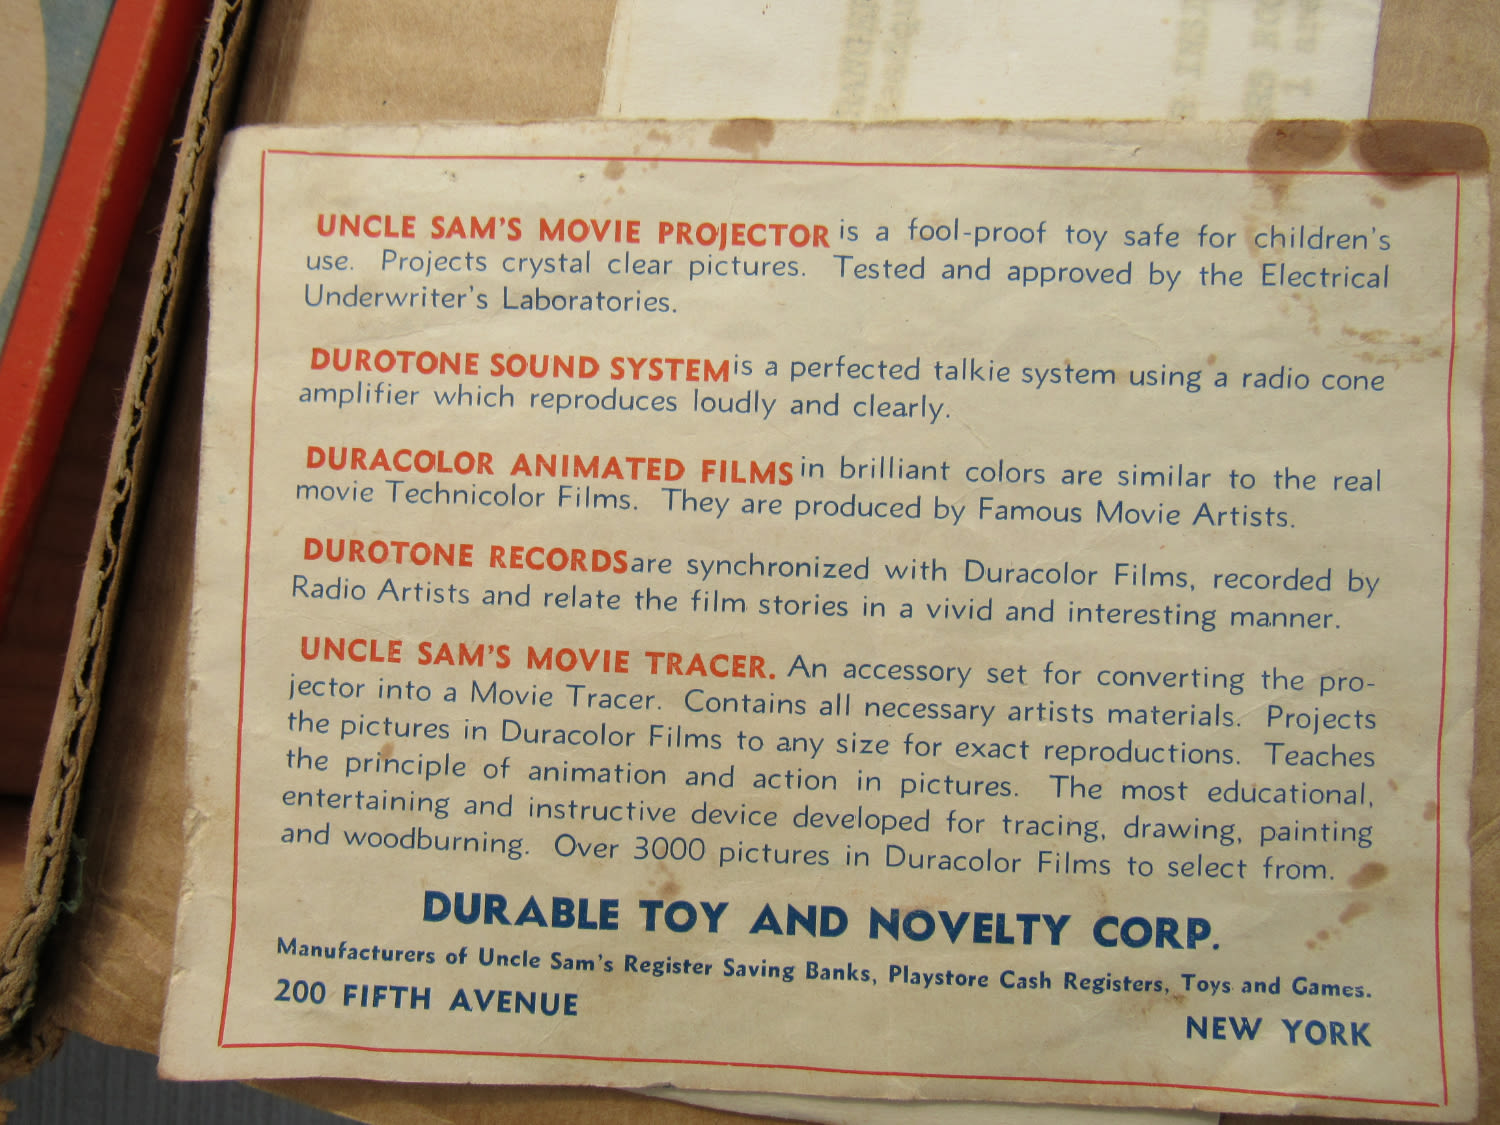 UNCLE SAM'S MOVIE PROJECTOR is a fool-proof toy safe for children's
use. Projects crystal clear pictures. Tested and approved by the Electrical
Underwriter's Laboratories.
DUROTONE SOUND SYSTEM is a perfected talkie system using a radio cone
amplifier which reproduces loudly and clearly.
DURACOLOR ANIMATED FILMS in brilliant colors are similar to the real
movie Technicolor Films. They are produced by Famous Movie Artists.
DUROTONE RECORDS are synchronized with Duracolor Films, recorded by
Radio Artists and relate the film stories in a vivid and interesting manner.
UNCLE SAM'S MOVIE TRACER. An accessory set for converting the pro-
jector into a Movie Tracer. Contains all necessary artists materials. Projects
the pictures in Duracolor Films to any size for exact reproductions. Teaches
the principle of animation and action in pictures. The most educational,
entertaining and instructive device developed for tracing, drawing, painting
and woodburning. Over 3000 pictures in Duracolor Films to select from.
DURABLE TOY AND NOVELTY CORP.
Manufacturers of Uncle Sam's Register Saving Banks, Playstore Cash Registers, Toys and Games.
200 FIFTH AVENUE
NEW YORK